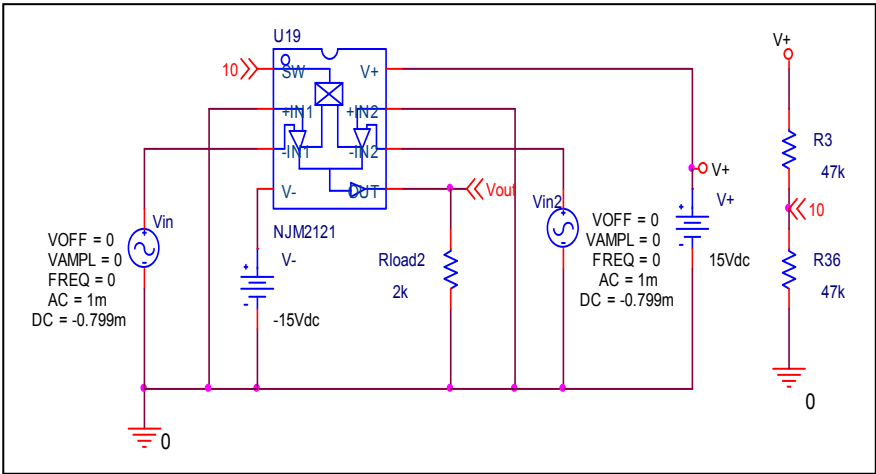 U19
10
SW
V+
+IN1
+IN2
-IN1
-IN2
V-
OUT
NJM2121
Vin
VOFF = 0
VAMPL = 0
FREQ = 0
AC = 1m
DC = -0.799m
V-
-15Vdc
Rload2
2k
Vout
Vin2
VOFF = 0
VAMPL = 0
FREQ = 0
AC = 1m
DC = -0.799m
V+
V+
15Vdc
V+
R3
47k
10
R36
47k
0
0